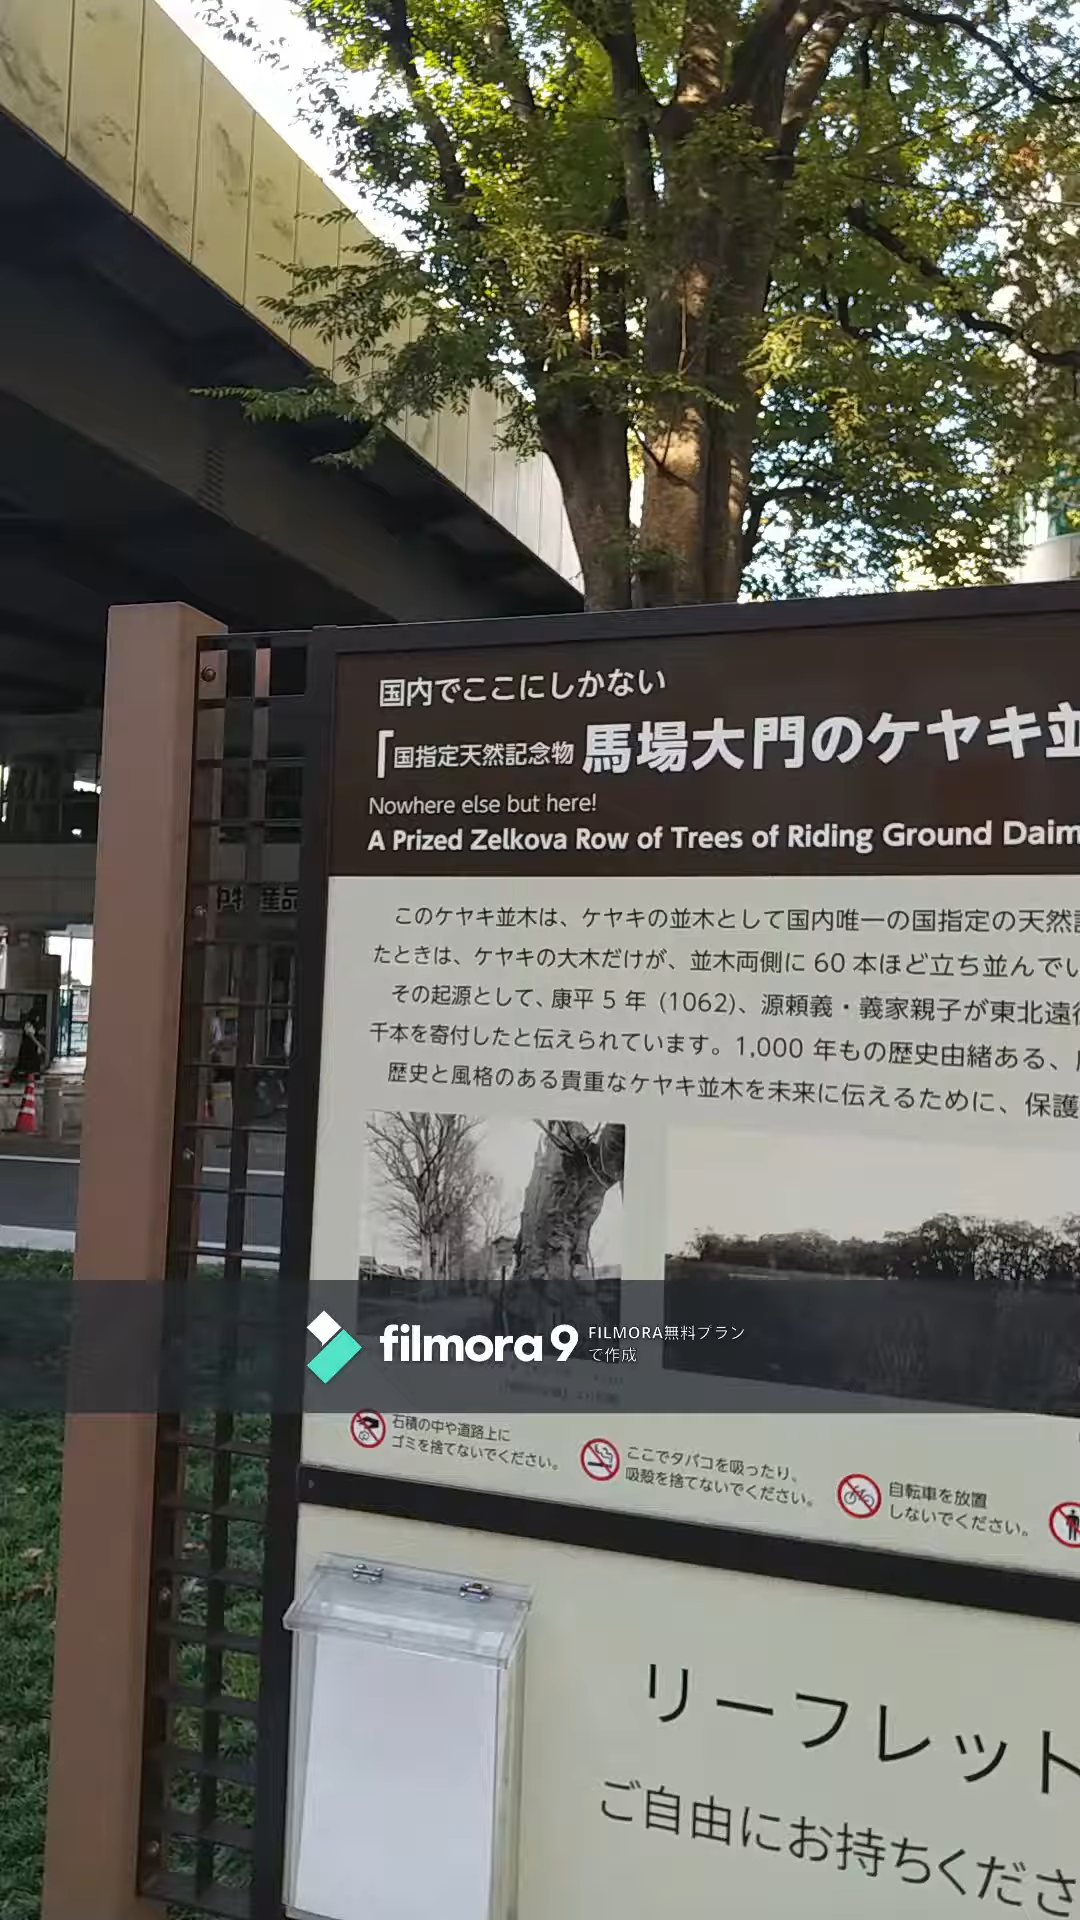 国内でここにしかない
「国指定天然記念物 馬場大門のケヤキ並
Nowhere else but here!
A Prized Zelkova Row of Trees of Riding Ground Daim
このケヤキ並木は、ケヤキの並木として国内唯一の国指定の天然
たときは、ケヤキの大木だけが、並木両側に 60 本ほど立ち並んでい
その起源として、康平 5 年 (1062)、源頼義・義家親子が東北遠征
千本を寄付したと伝えられています。1,000 年もの歴史由緒ある、
歴史と風格のある貴重なケヤキ並木を未来に伝えるために、保護
filmora9 FILMORA無料プラン
で作成
石積の中や道路上に
ゴミを捨てないでください。
ここでタバコを吸ったり、
吸殻を捨てないでください。
自転車を放置
しないでください。
リーフレット
ご自由にお持ちくださ